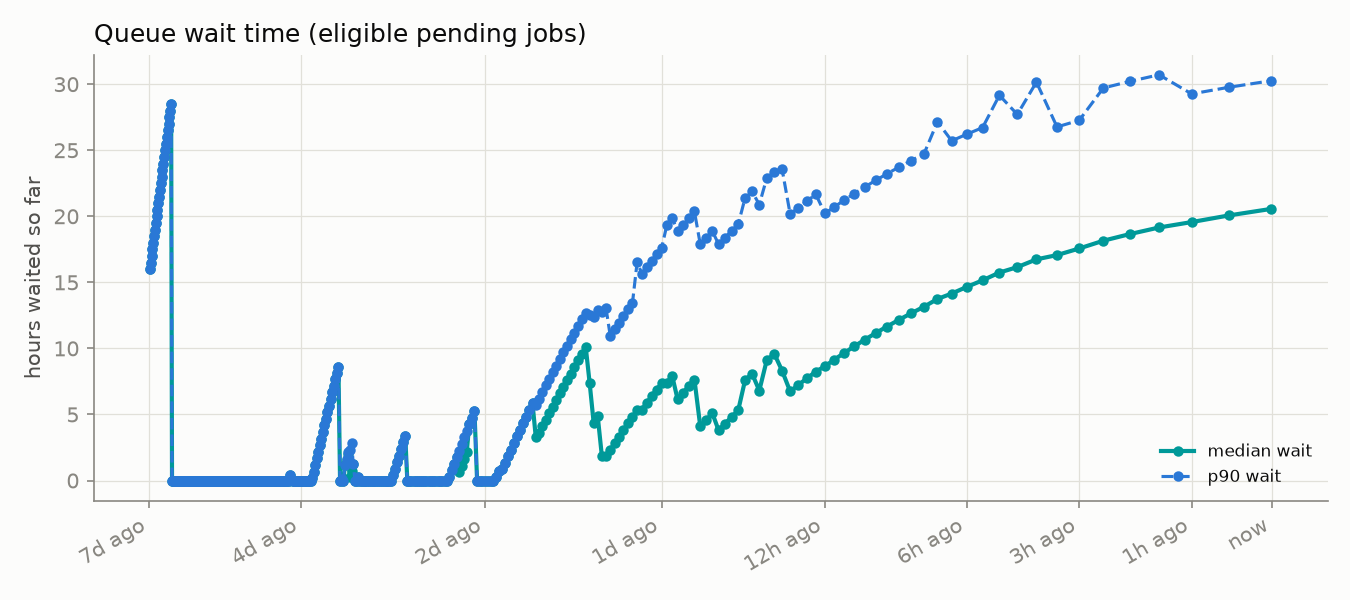 Queue wait time (eligible pending jobs)
hours waited so far
30
25
20
15
10
5
0
7d ago
4d ago
2d ago
1d ago
12h ago
6h ago
3h ago
1h ago
now
median wait
p90 wait